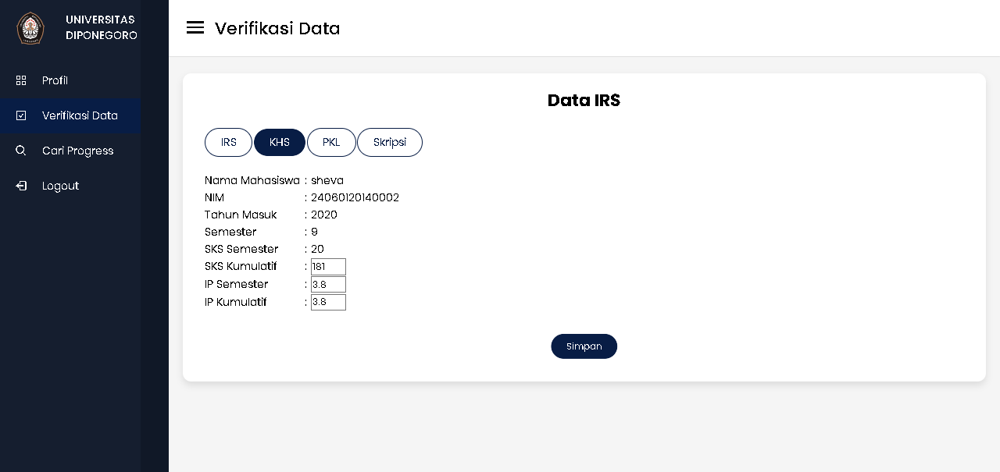 UNIVERSITAS
DIPONEGORO
Profil
Verifikasi Data
Cari Progress
Logout
Verifikasi Data
Data IRS
IRS KHS PKL Skripsi
Nama Mahasiswa : sheva
NIM : 24060120140002
Tahun Masuk : 2020
Semester : 9
SKS Semester : 20
SKS Kumulatif : 181
IP Semester : 3.8
IP Kumulatif : 3.8
Simpan